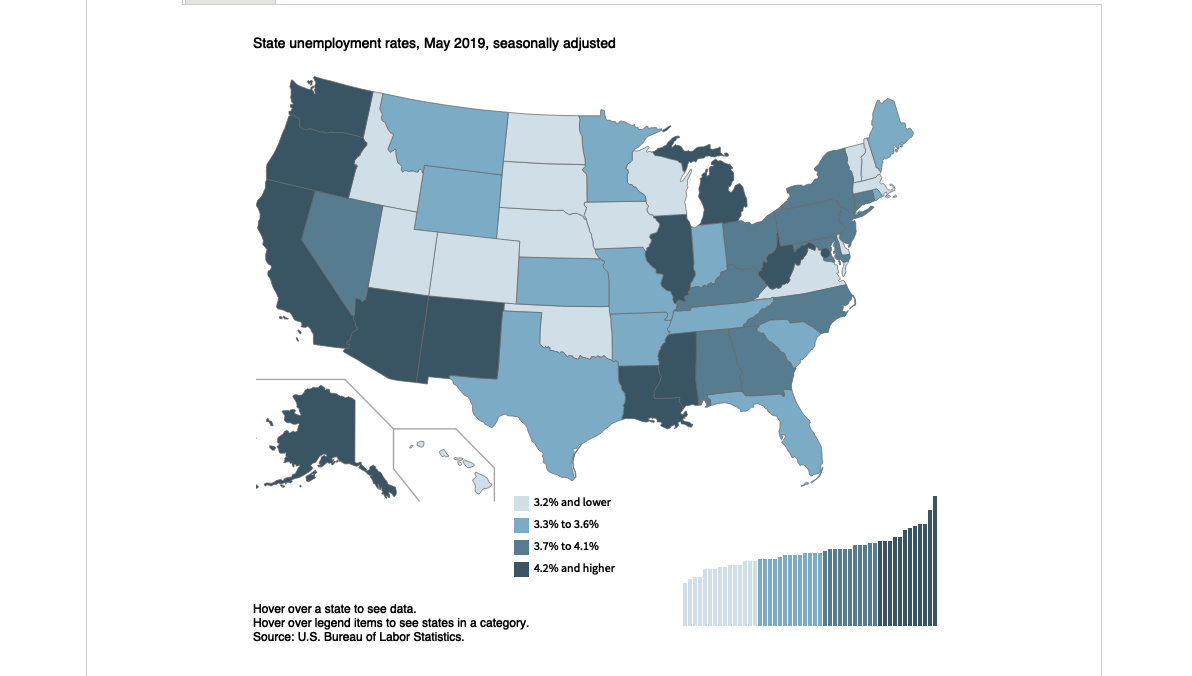 State unemployment rates, May 2019, seasonally adjusted
3.2% and lower
3.3% to 3.6%
3.7% to 4.1%
4.2% and higher
Hover over a state to see data.
Hover over legend items to see states in a category.
Source: U.S. Bureau of Labor Statistics.